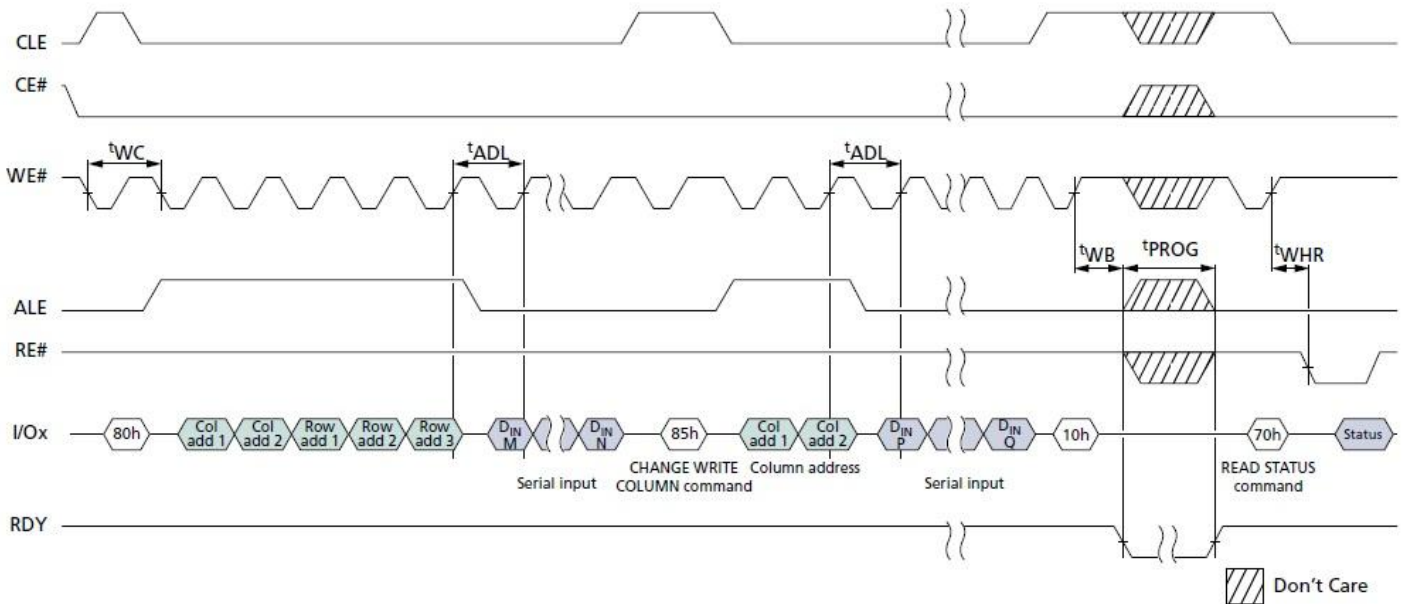 CLE
CE#
tWC
tADL
tADL
WE#
tWB
tPROG
tWHR
ALE
RE#
I/Ox
80h
Col add 1
Col add 2
Row add 1
Row add 2
Row add 3
DIN M
DIN N
85h
Col add 1
Col add 2
DIN P
DIN Q
10h
70h
Status
CHANGE WRITE
COLUMN command
Column address
READ STATUS
command
Serial input
Serial input
RDY
Don't Care